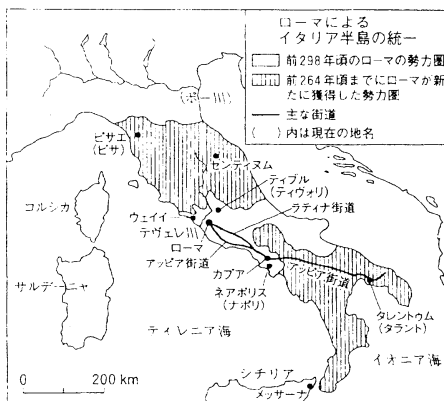 ローマによる
イタリア半島の統一
前298年頃のローマの勢力圏
前264年頃までにローマが新
たに獲得した勢力圏
主な街道
( )内は現在の地名
ポー川
ピサエ
(ピサ)
センティヌム
ティブル
(ティヴォリ)
コルシカ
ウェイイ
ラティナ街道
テヴェレ川
ローマ
アッピア街道
カプア
アッピア街道
サルデーニャ
ネアポリス
(ナポリ)
タレントゥム
(タラント)
ティレニア海
イオニア海
シチリア
メッサーナ
0 200 km